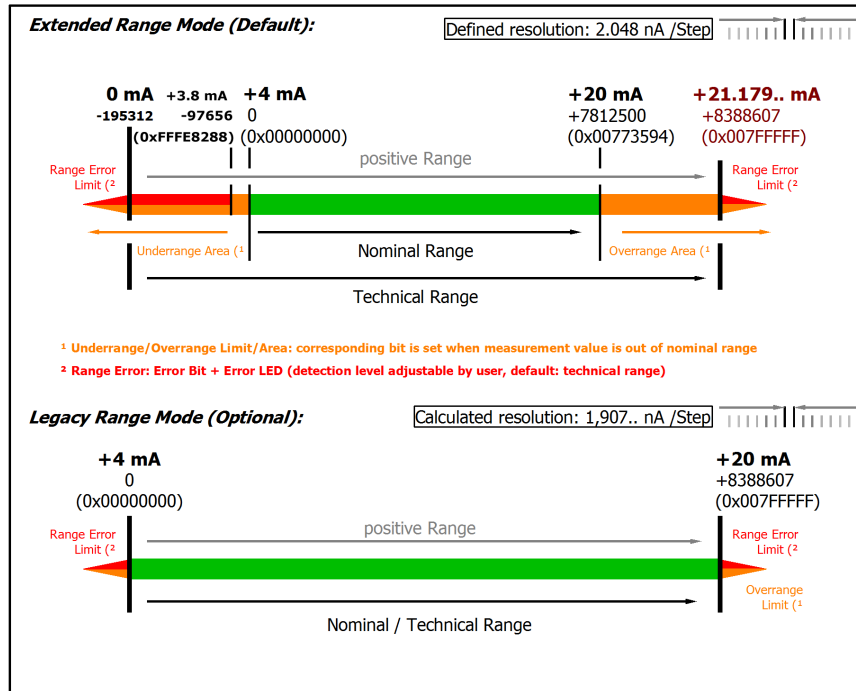 Extended Range Mode (Default):
Defined resolution: 2.048 nA /Step
0 mA +3.8 mA +4 mA +20 mA +21.179.. mA
-195312 -97656 0 +7812500 +8388607
(0xFFFE8288) (0x00000000) (0x00773594) (0x007FFFFF)
positive Range
Range Error
Limit (²
Range Error
Limit (²
Underrange Area (¹
Nominal Range
Overrange Area (¹
Technical Range
¹ Underrange/Overrange Limit/Area: corresponding bit is set when measurement value is out of nominal range
² Range Error: Error Bit + Error LED (detection level adjustable by user, default: technical range)
Legacy Range Mode (Optional):
Calculated resolution: 1,907.. nA /Step
+4 mA +20 mA
0 +8388607
(0x00000000) (0x007FFFFF)
positive Range
Range Error
Limit (²
Range Error
Limit (²
Overrange
Limit (¹
Nominal / Technical Range